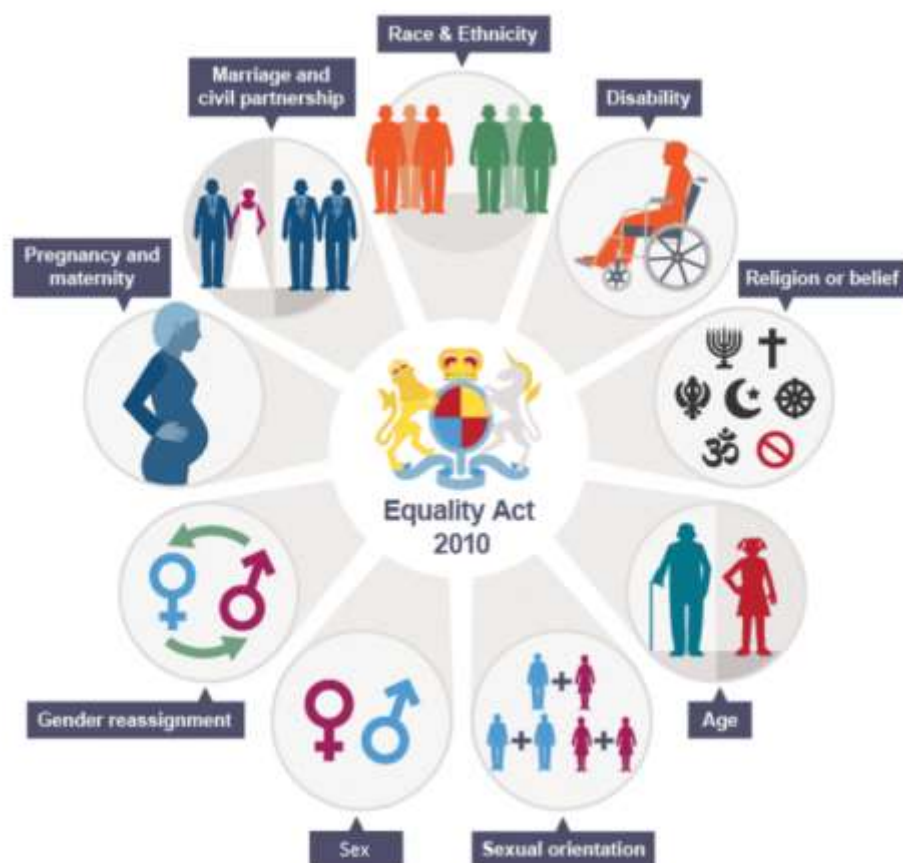 Race & Ethnicity
Marriage and
civil partnership
Disability
Pregnancy and
maternity
Religion or belief
Equality Act
2010
Gender reassignment
Age
Sex
Sexual orientation